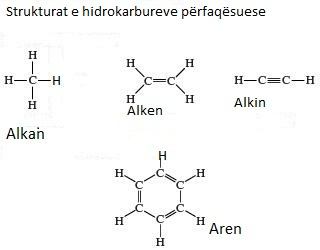 Strukturat e hidrokarbureve përfaqësuese
H
H—C—H
H
Alkan
H H
C=C
H H
Alken
H—C≡C—H
Alkin
H
H C H
C C
C C
H C H
H
Aren